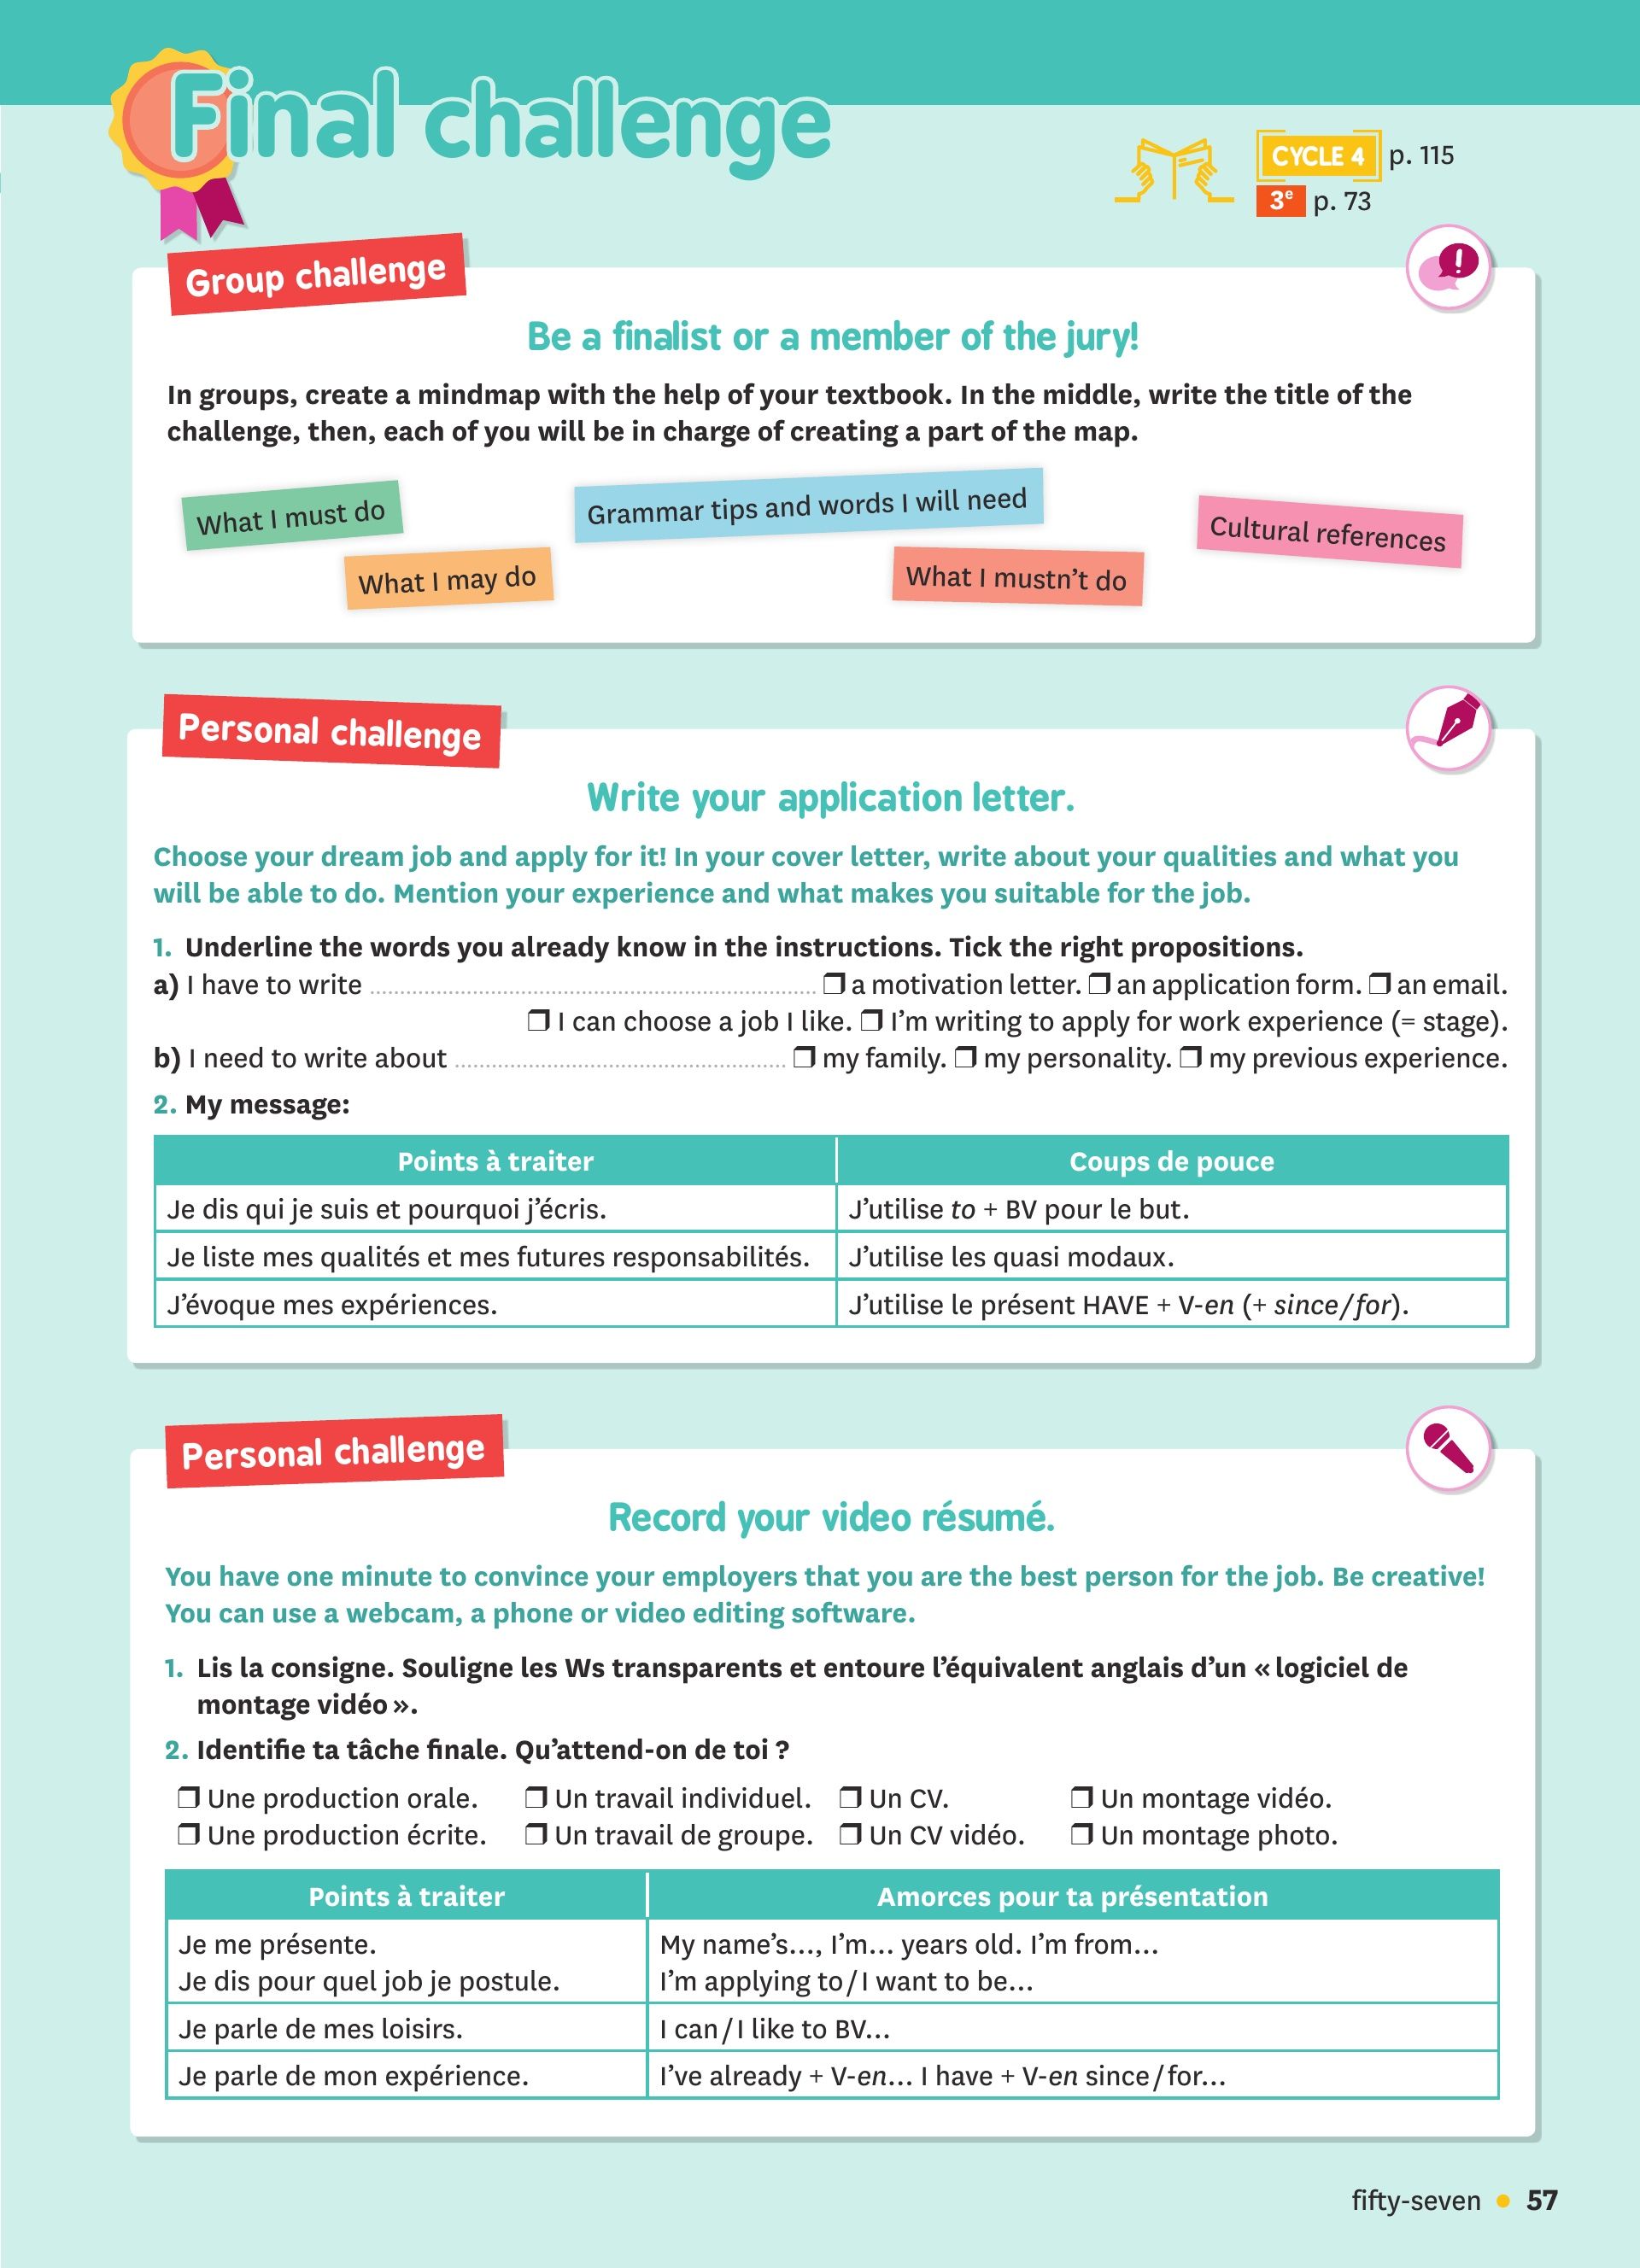 Final challenge
CYCLE 4 p. 115
3e p. 73
Group challenge
Be a finalist or a member of the jury!
In groups, create a mindmap with the help of your textbook. In the middle, write the title of the
challenge, then, each of you will be in charge of creating a part of the map.
What I must do
Grammar tips and words I will need
Cultural references
What I may do
What I mustn’t do
Personal challenge
Write your application letter.
Choose your dream job and apply for it! In your cover letter, write about your qualities and what you
will be able to do. Mention your experience and what makes you suitable for the job.
1. Underline the words you already know in the instructions. Tick the right propositions.
a) I have to write ............................................................ ❒ a motivation letter. ❒ an application form. ❒ an email.
❒ I can choose a job I like. ❒ I’m writing to apply for work experience (= stage).
b) I need to write about ............................................ ❒ my family. ❒ my personality. ❒ my previous experience.
2. My message:
Points à traiter Coups de pouce
Je dis qui je suis et pourquoi j’écris. J’utilise to + BV pour le but.
Je liste mes qualités et mes futures responsabilités. J’utilise les quasi modaux.
J’évoque mes expériences. J’utilise le présent HAVE + V-en (+ since/for).
Personal challenge
Record your video résumé.
You have one minute to convince your employers that you are the best person for the job. Be creative!
You can use a webcam, a phone or video editing software.
1. Lis la consigne. Souligne les Ws transparents et entoure l’équivalent anglais d’un « logiciel de
montage vidéo ».
2. Identifie ta tâche finale. Qu’attend-on de toi ?
❒ Une production orale. ❒ Un travail individuel. ❒ Un CV. ❒ Un montage vidéo.
❒ Une production écrite. ❒ Un travail de groupe. ❒ Un CV vidéo. ❒ Un montage photo.
Points à traiter Amorces pour ta présentation
Je me présente. My name’s…, I’m… years old. I’m from…
Je dis pour quel job je postule. I’m applying to/I want to be…
Je parle de mes loisirs. I can/I like to BV…
Je parle de mon expérience. I’ve already + V-en… I have + V-en since/for…
fifty-seven • 57